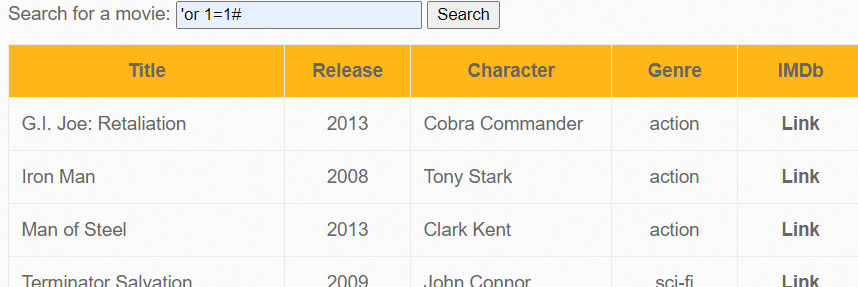 Search for a movie: 'or 1=1# Search
Title Release Character Genre IMDb
G.I. Joe: Retaliation 2013 Cobra Commander action Link
Iron Man 2008 Tony Stark action Link
Man of Steel 2013 Clark Kent action Link
Terminator Salvation 2009 John Connor sci-fi Link